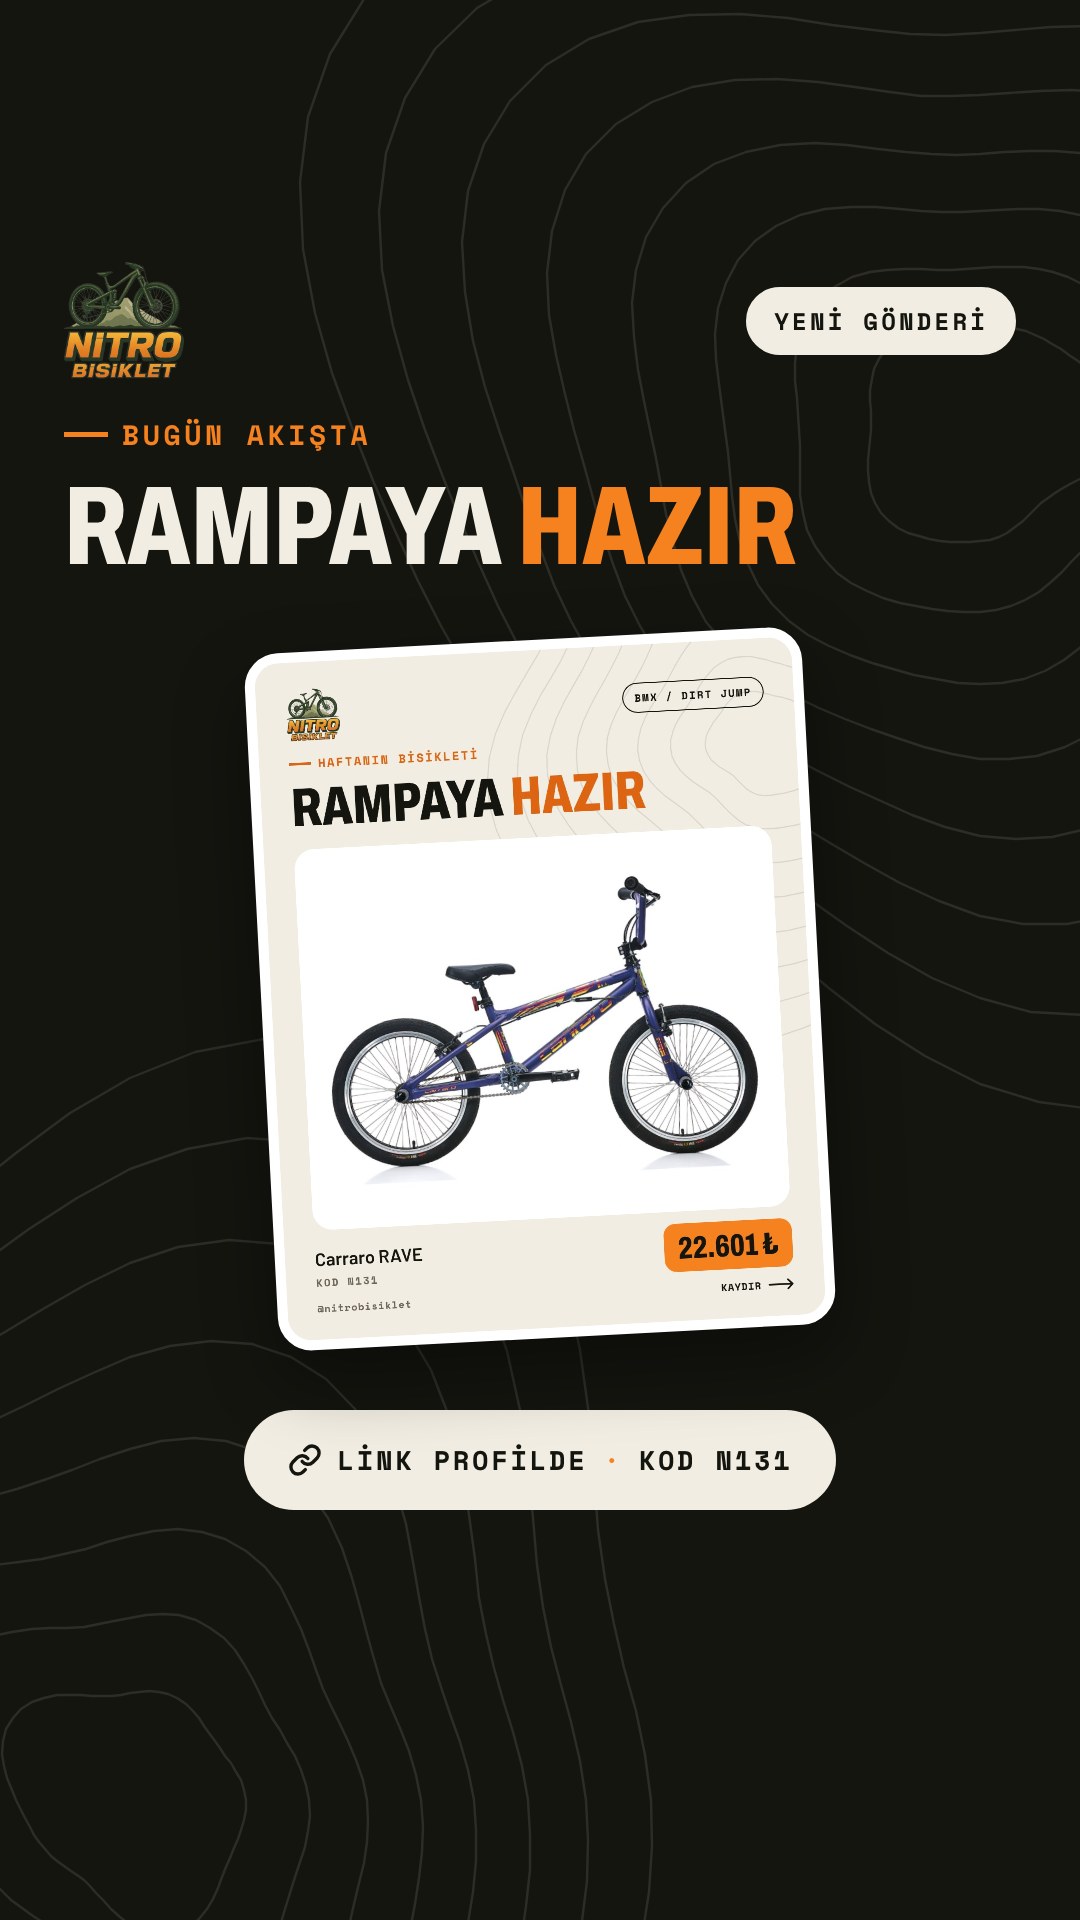 NiTRO
BiSiKLET
YENİ GÖNDERİ
BUGÜN AKIŞTA
RAMPAYA HAZIR
NiTRO
BiSiKLET
BMX / DIRT JUMP
HAFTANIN BİSİKLETİ
RAMPAYA HAZIR
Carraro
Carraro RAVE
22.601 ₺
KOD N131
KAYDIR
@nitrobisiklet
LİNK PROFİLDE · KOD N131